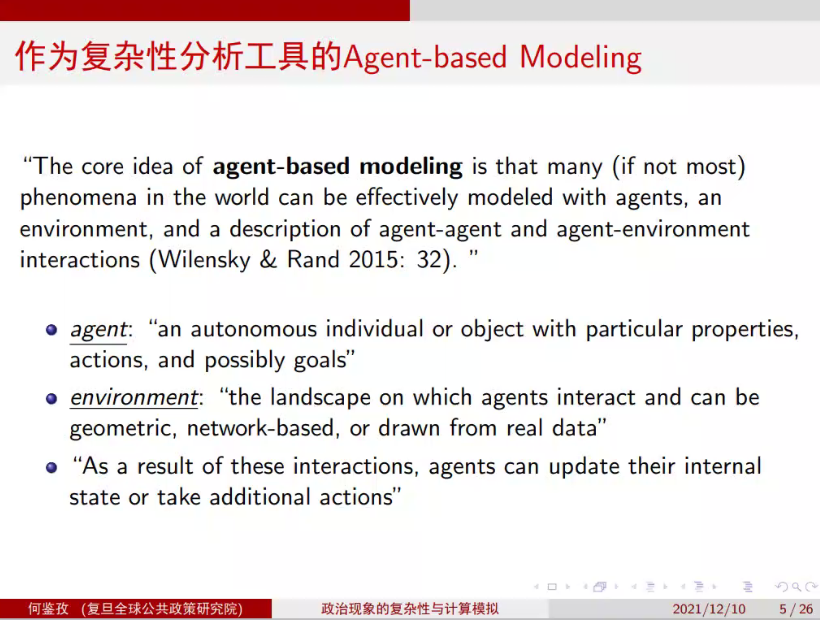 作为复杂性分析工具的Agent-based Modeling
“The core idea of agent-based modeling is that many (if not most)
phenomena in the world can be effectively modeled with agents, an
environment, and a description of agent-agent and agent-environment
interactions (Wilensky & Rand 2015: 32). ”
agent: “an autonomous individual or object with particular properties,
actions, and possibly goals”
environment: “the landscape on which agents interact and can be
geometric, network-based, or drawn from real data”
“As a result of these interactions, agents can update their internal
state or take additional actions”
何鉴孜 (复旦全球公共政策研究院) 政治现象的复杂性与计算模拟 2021/12/10 5 / 26